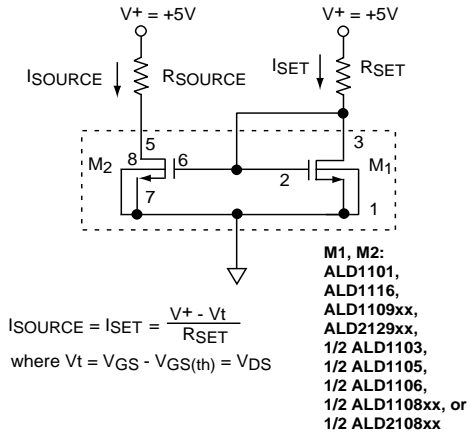 V+ = +5V
V+ = +5V
ISOURCE
RSOURCE
ISET
RSET
5
3
M2
8
6
2
M1
7
1
M1, M2:
ALD1101,
ALD1116,
ALD1109xx,
ALD2129xx,
1/2 ALD1103,
1/2 ALD1105,
1/2 ALD1106,
1/2 ALD1108xx, or
1/2 ALD2108xx
ISOURCE = ISET = V+ - Vt
RSET
where Vt = VGS - VGS(th) = VDS